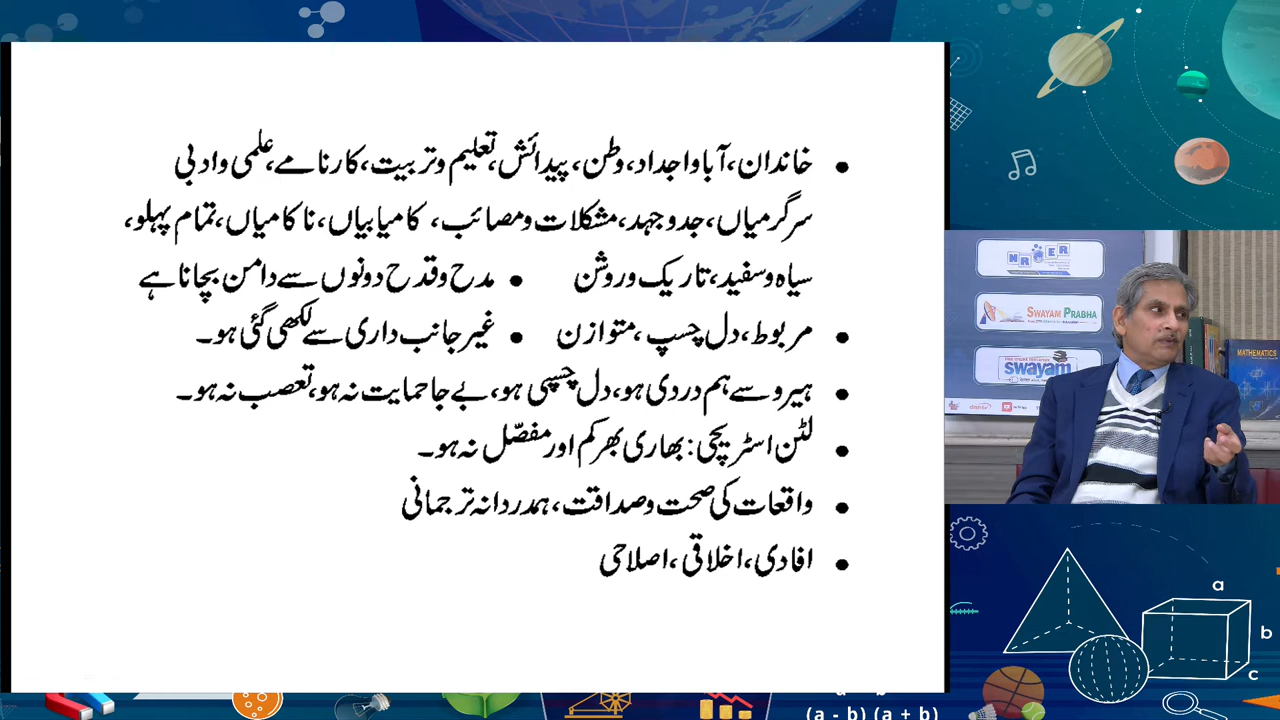 • خاندان، آبا و اجداد، وطن، پیدائش، تعلیم و تربیت، کارنامے، علمی و ادبی
سرگرمیاں، جدوجہد، مشکلات و مصائب، کامیابیاں، ناکامیاں، تمام پہلو،
سیاہ و سفید، تاریک و روشن • مدح و قدح دونوں سے دامن بچانا ہے
• مربوط، دل چسپ، متوازن • غیر جانب داری سے لکھی گئی ہو۔
• ہیرو سے ہم دردی ہو، دل چسپی ہو، بے جا حمایت نہ ہو، تعصب نہ ہو۔
• لٹن اسٹریچی: بھاری بھرکم اور مفصّل نہ ہو۔
• واقعات کی صحت و صداقت، ہمدردانہ ترجمانی
• افادی، اخلاقی، اصلاحی
SWAYAM PRABHA
swayam
MATHEMATICS
a
b
c
(a - b) (a + b)